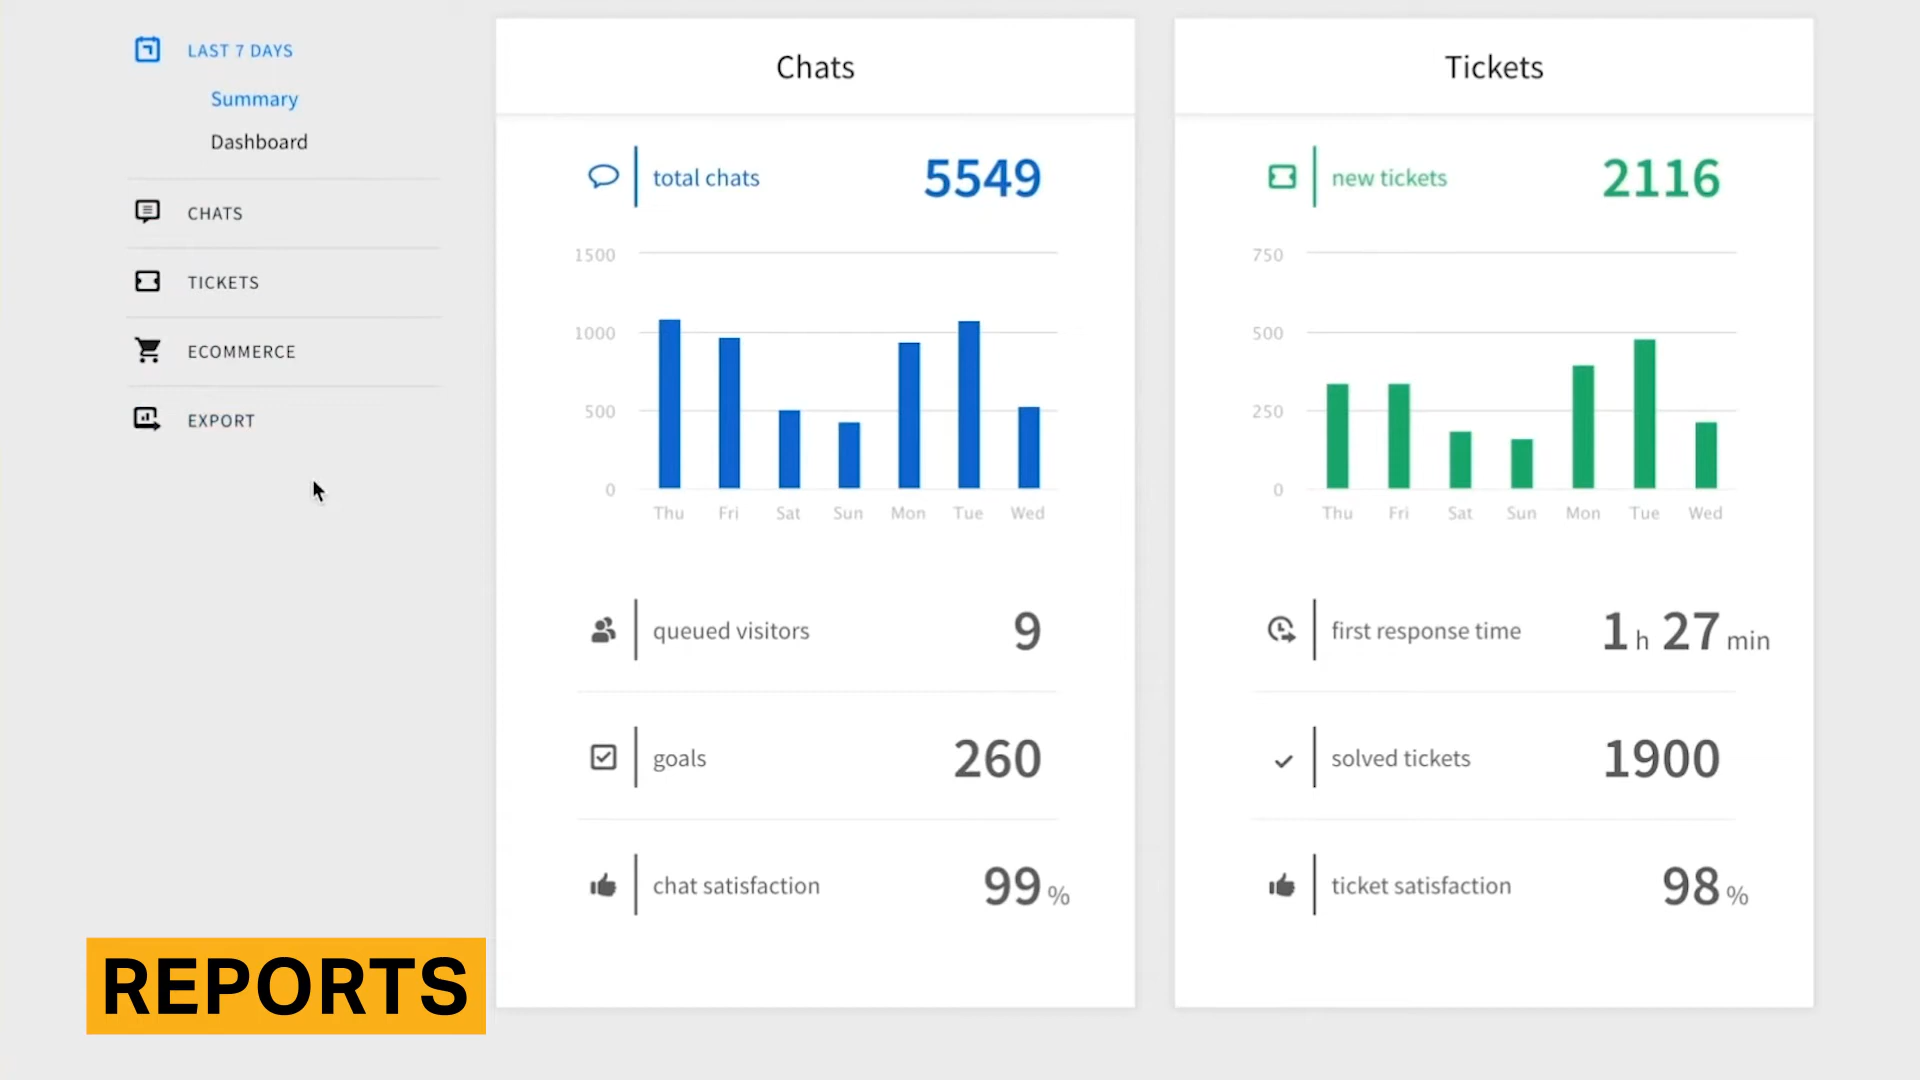 LAST 7 DAYS
Summary
Dashboard
CHATS
TICKETS
ECOMMERCE
EXPORT
REPORTS
Chats
total chats 5549
1500
1000
500
0
Thu Fri Sat Sun Mon Tue Wed
queued visitors 9
goals 260
chat satisfaction 99 %
Tickets
new tickets 2116
750
500
250
0
Thu Fri Sat Sun Mon Tue Wed
first response time 1 h 27 min
solved tickets 1900
ticket satisfaction 98 %